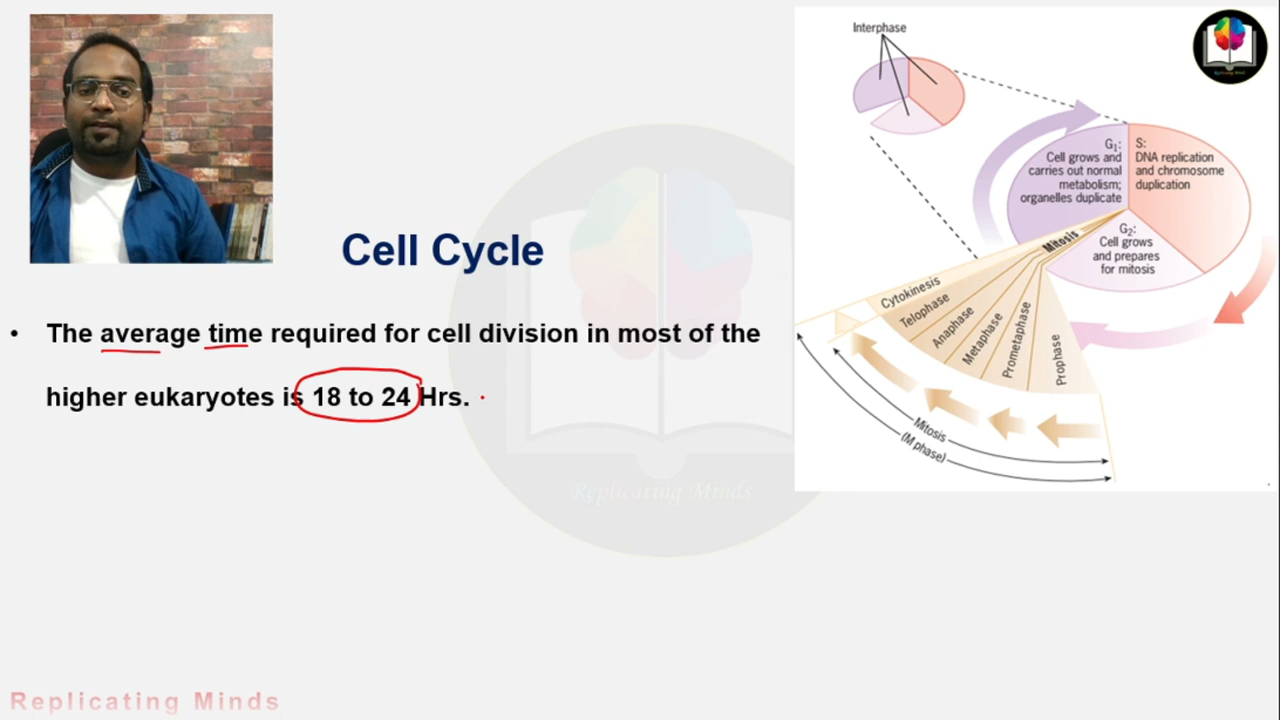 Interphase
G₁:
Cell grows and
carries out normal
metabolism;
organelles duplicate
S:
DNA replication
and chromosome
duplication
G₂:
Cell grows
and prepares
for mitosis
Mitosis
Cytokinesis
Telophase
Anaphase
Metaphase
Prometaphase
Prophase
Mitosis
(M phase)
Cell Cycle
• The average time required for cell division in most of the
higher eukaryotes is 18 to 24 Hrs.
Replicating Minds
Replicating Minds
Replicating Minds